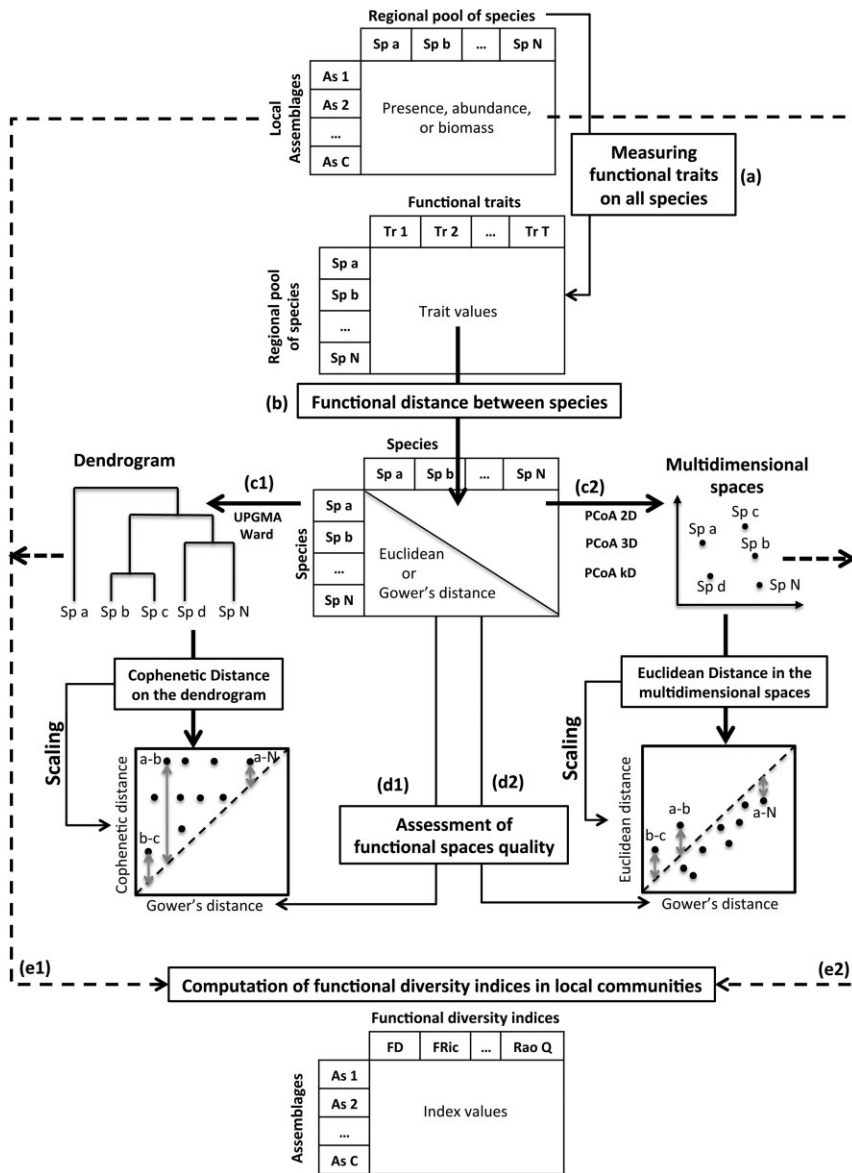 Regional pool of species
Sp a Sp b ... Sp N
Local
Assemblages
As 1
As 2
...
As C
Presence, abundance,
or biomass
Measuring
functional traits
on all species
(a)
Functional traits
Tr 1 Tr 2 ... Tr T
Regional pool
of species
Sp a
Sp b
...
Sp N
Trait values
(b) Functional distance between species
Species
Sp a Sp b ... Sp N
Species
Sp a
Sp b
...
Sp N
Euclidean
or
Gower's distance
Dendrogram
(c1)
UPGMA
Ward
Sp a Sp b Sp c Sp d Sp N
(c2)
PCoA 2D
PCoA 3D
PCoA kD
Multidimensional
spaces
Sp c
Sp a
Sp b
Sp d
Sp N
Cophenetic Distance
on the dendrogram
Scaling
a-b
a-N
b-c
Cophenetic distance
Gower's distance
(d1) (d2)
Assessment of
functional spaces quality
Euclidean Distance in the
multidimensional spaces
Scaling
a-b
a-N
b-c
Euclidean distance
Gower's distance
(e1) (e2)
Computation of functional diversity indices in local communities
Functional diversity indices
FD FRic ... Rao Q
Assemblages
As 1
As 2
...
As C
Index values